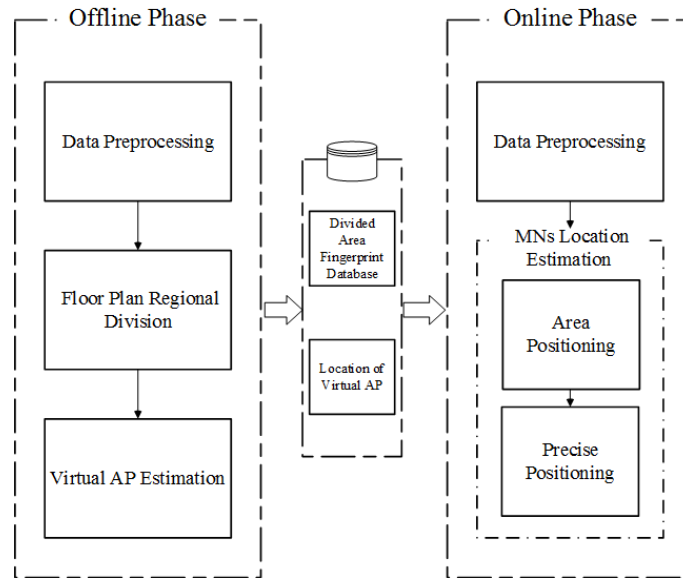 Offline Phase
Data Preprocessing
Floor Plan Regional
Division
Virtual AP Estimation
Divided
Area
Fingerprint
Database
Location of
Virtual AP
Online Phase
Data Preprocessing
MNs Location
Estimation
Area
Positioning
Precise
Positioning